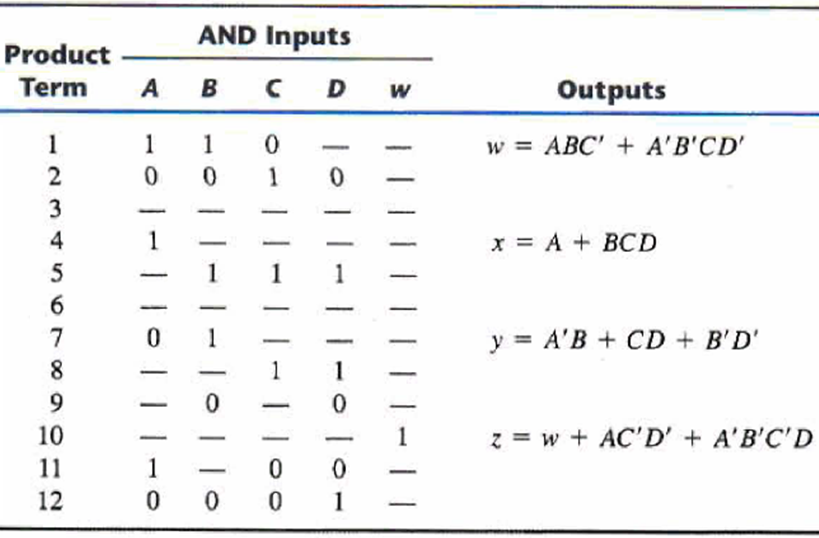 AND Inputs
Product
Term A B C D w Outputs
1 1 1 0 — — w = ABC' + A'B'CD'
2 0 0 1 0 —
3 — — — — —
4 1 — — — — x = A + BCD
5 — 1 1 1 —
6 — — — — —
7 0 1 — — — y = A'B + CD + B'D'
8 — — 1 1 —
9 — 0 — 0 —
10 — — — — 1 z = w + AC'D' + A'B'C'D
11 1 — 0 0 —
12 0 0 0 1 —